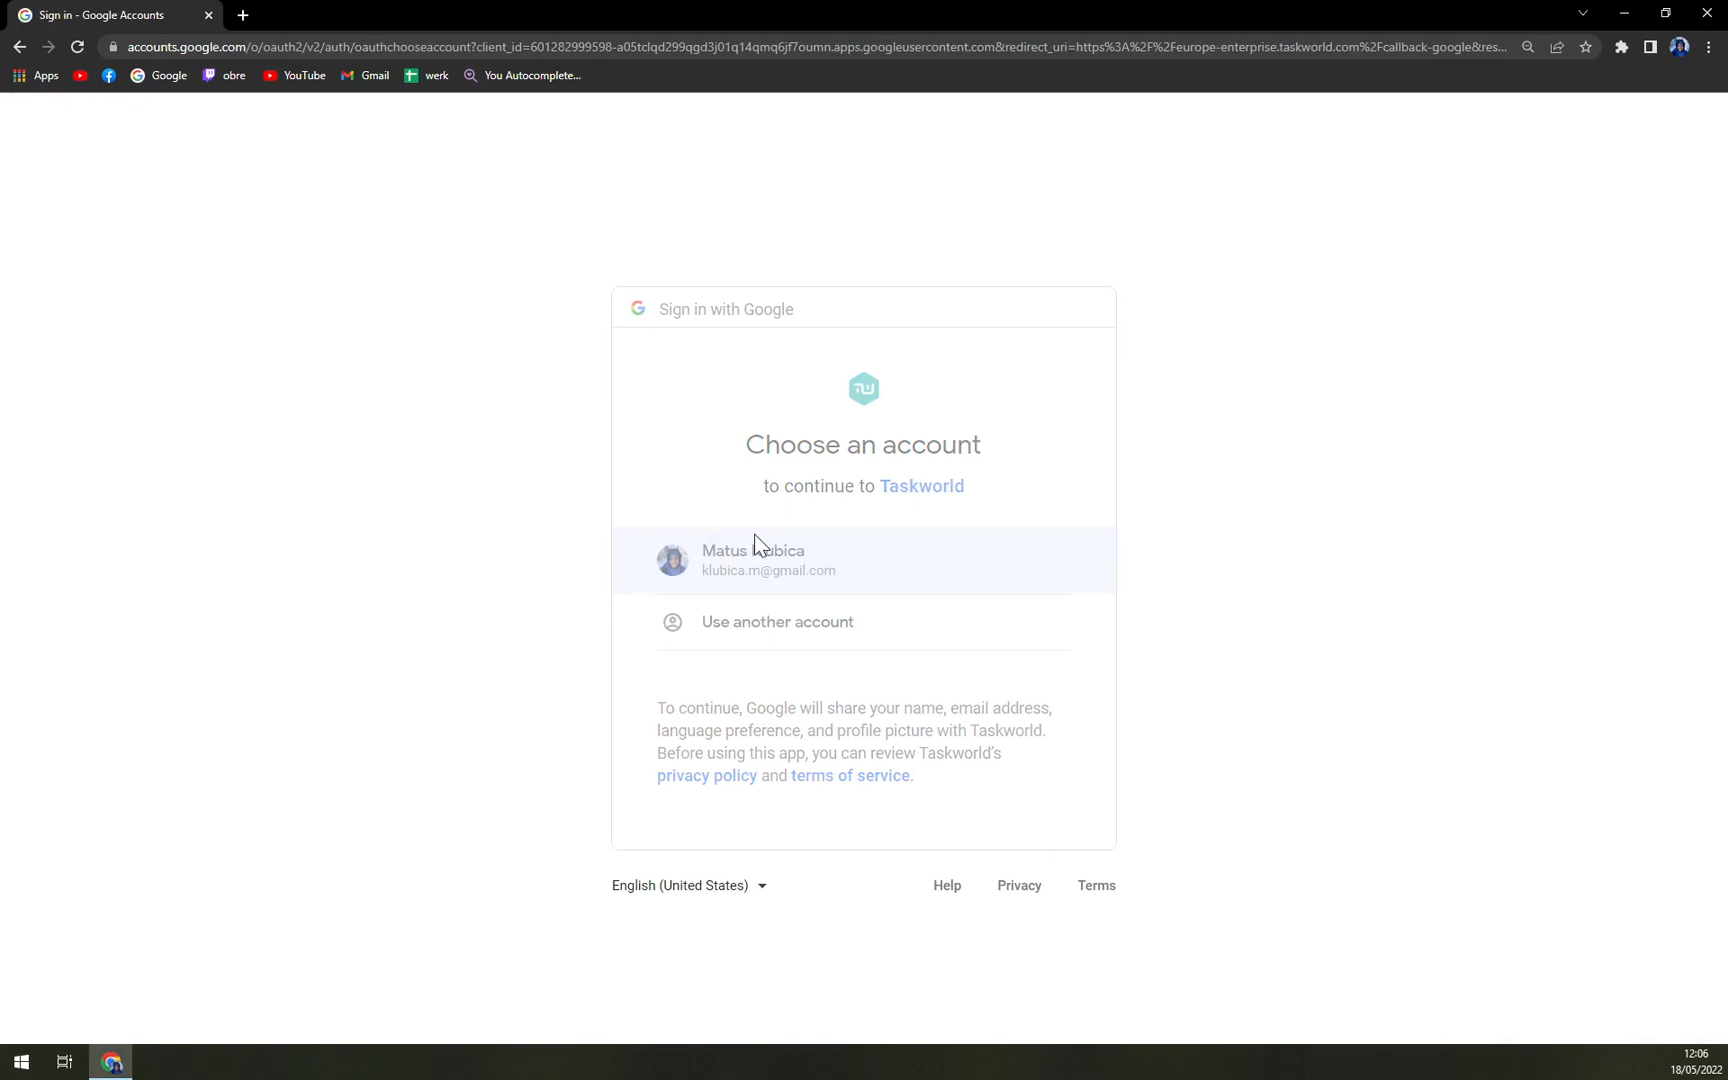 Sign in - Google Accounts
accounts.google.com/o/oauth2/v2/auth/oauthchooseaccount?client_id=601282999598-a05tclqd299qgd3j01q14qmq6jf7oumn.apps.googleusercontent.com&redirect_uri=https%3A%2F%2Feurope-enterprise.taskworld.com%2Fcallback-google&res...
Apps Google obre YouTube Gmail werk You Autocomplete...
Sign in with Google
Choose an account
to continue to Taskworld
Matus Klubica
klubica.m@gmail.com
Use another account
To continue, Google will share your name, email address,
language preference, and profile picture with Taskworld.
Before using this app, you can review Taskworld's
privacy policy and terms of service.
English (United States) Help Privacy Terms
12:06
18/05/2022